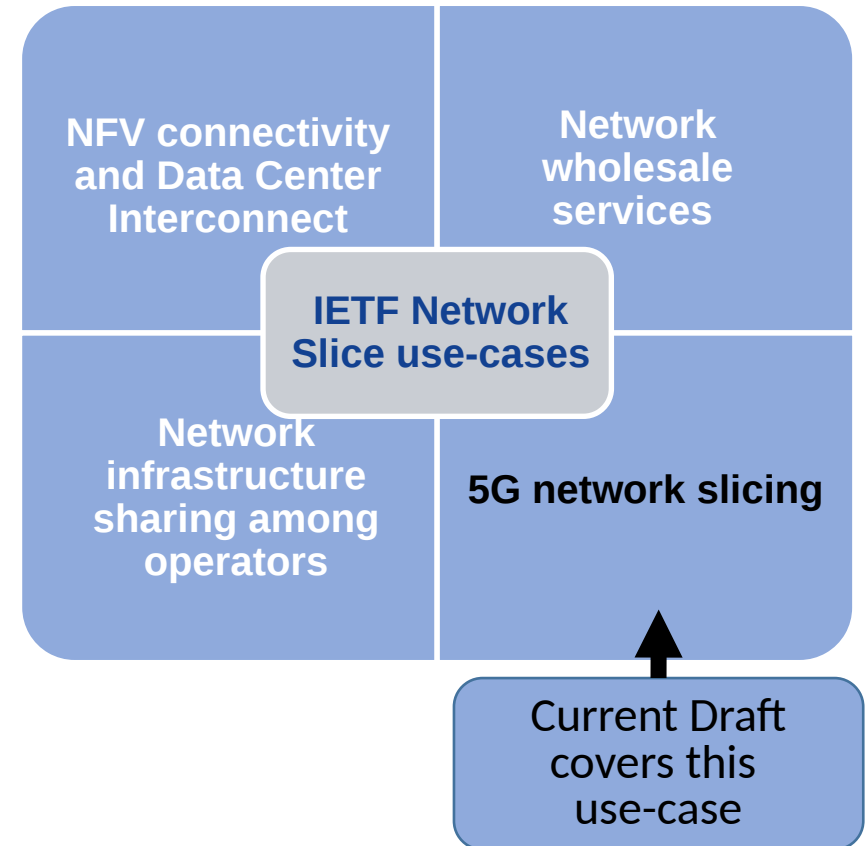 NFV connectivity
and Data Center
Interconnect
Network
wholesale
services
IETF Network
Slice use-cases
Network
infrastructure
sharing among
operators
5G network slicing
Current Draft
covers this
use-case